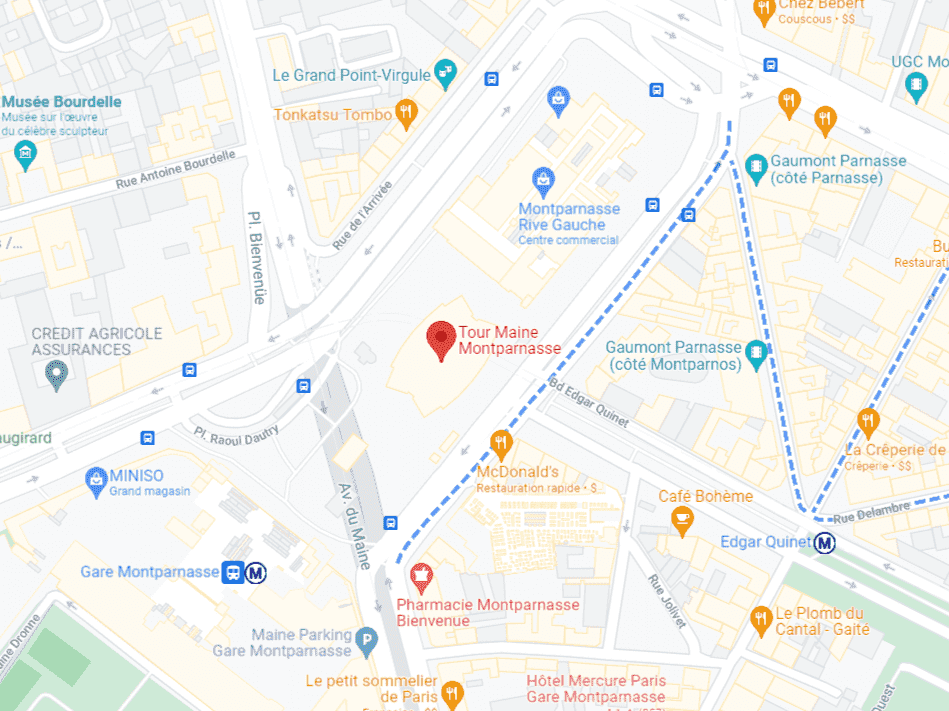 Chez Bébert
Couscous · $$
UGC Mo
Le Grand Point-Virgule
Musée Bourdelle
Musée sur l'œuvre
du célèbre sculpteur
Tonkatsu Tombo
Rue Antoine Bourdelle
Gaumont Parnasse
(côté Parnasse)
Rue de l'Arrivée
Montparnasse
Rive Gauche
Centre commercial
Pl. Bienvenüe
/...
Bu
Restaurati
CREDIT AGRICOLE
ASSURANCES
Tour Maine
Montparnasse
Gaumont Parnasse
(côté Montparnos)
Bd Edgar Quinet
augirard
Pl. Raoul Dautry
La Crêperie de
Crêperie · $$
MINISO
Grand magasin
McDonald's
Restauration rapide · $
Café Bohème
Av. du Maine
Rue Delambre
Edgar Quinet
M
Gare Montparnasse
M
Pharmacie Montparnasse
Bienvenue
Rue Jolivet
Le Plomb du
Cantal - Gaité
Maine Parking
Gare Montparnasse
P
aine Dronne
Le petit sommelier
de Paris
Hôtel Mercure Paris
Gare Montparnasse
uest